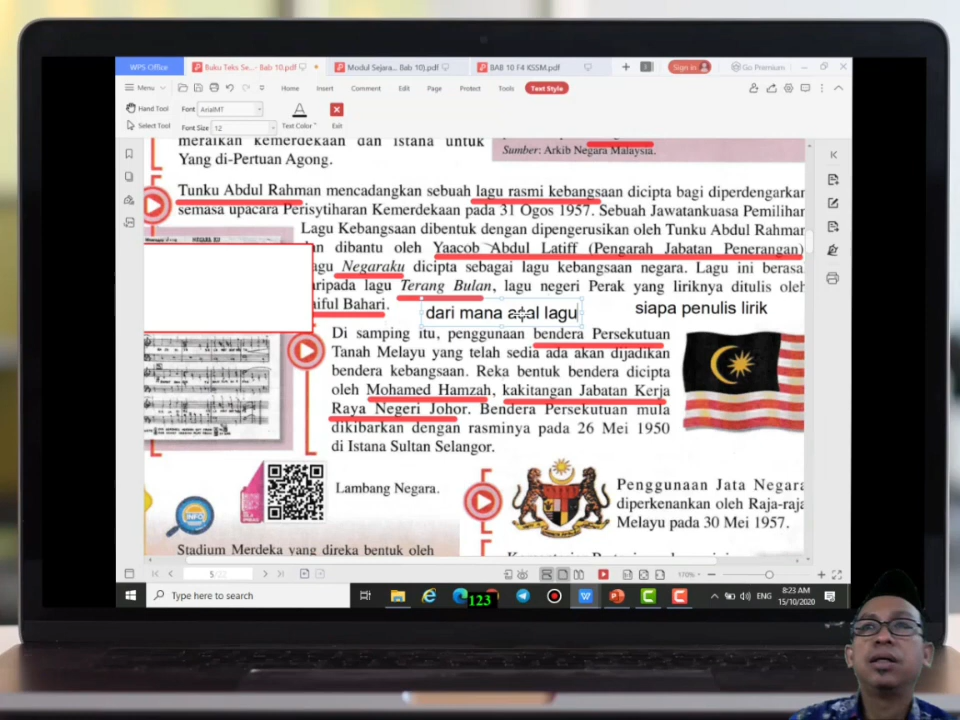 WPS Office
Buku Teks Se...- Bab 10.pdf
Modul Sejara... Bab 10).pdf
BAB 10 F4 KSSM.pdf
Sign in
Go Premium
Menu
Home
Insert
Comment
Edit
Page
Protect
Tools
Text Style
Hand Tool
Select Tool
Font ArialMT
Font Size 12
Text Color
Exit
meraikan kemerdekaan dan istana untuk
Yang di-Pertuan Agong.
Sumber: Arkib Negara Malaysia.
Tunku Abdul Rahman mencadangkan sebuah lagu rasmi kebangsaan dicipta bagi diperdengarkan
semasa upacara Perisytiharan Kemerdekaan pada 31 Ogos 1957. Sebuah Jawatankuasa Pemilihan
Lagu Kebangsaan dibentuk dengan dipengerusikan oleh Tunku Abdul Rahman
dan dibantu oleh Yaacob Abdul Latiff (Pengarah Jabatan Penerangan)
agu Negaraku dicipta sebagai lagu kebangsaan negara. Lagu ini berasa
aripada lagu Terang Bulan, lagu negeri Perak yang liriknya ditulis oleh
aiful Bahari.
dari mana asal lagu
siapa penulis lirik
Di samping itu, penggunaan bendera Persekutuan
Tanah Melayu yang telah sedia ada akan dijadikan
bendera kebangsaan. Reka bentuk bendera dicipta
oleh Mohamed Hamzah, kakitangan Jabatan Kerja
Raya Negeri Johor. Bendera Persekutuan mula
dikibarkan dengan rasminya pada 26 Mei 1950
di Istana Sultan Selangor.
Lambang Negara.
INFO
Penggunaan Jata Negara
diperkenankan oleh Raja-raja
Melayu pada 30 Mei 1957.
Stadium Merdeka yang direka bentuk oleh
5/22
170%
Type here to search
123
ENG
8:23 AM
15/10/2020